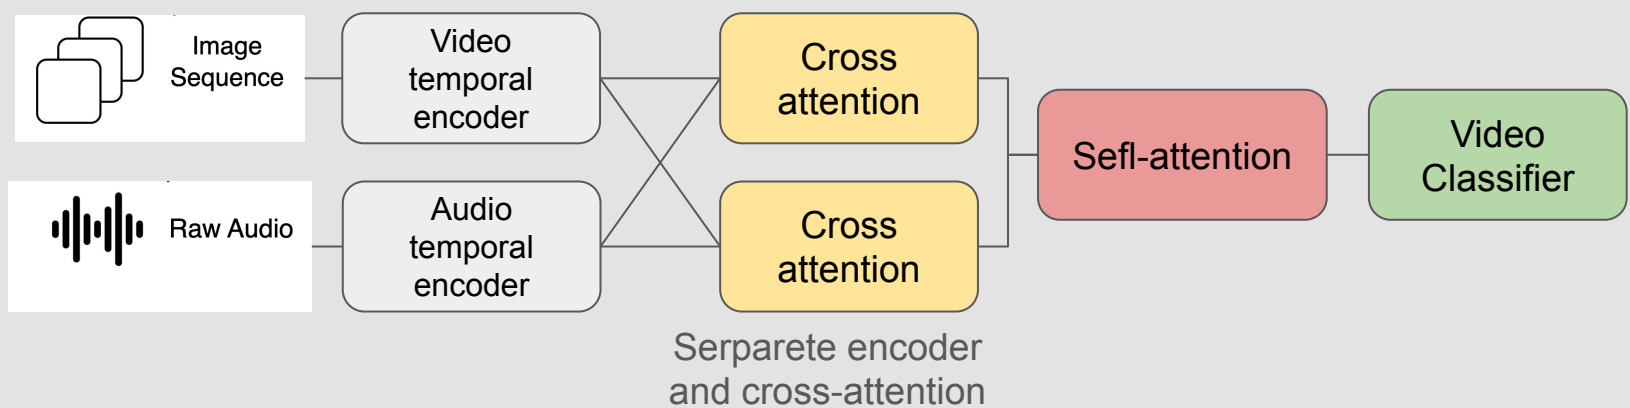 Image
Sequence
Video
temporal
encoder
Cross
attention
Raw Audio
Audio
temporal
encoder
Cross
attention
Sefl-attention
Video
Classifier
Serparete encoder
and cross-attention